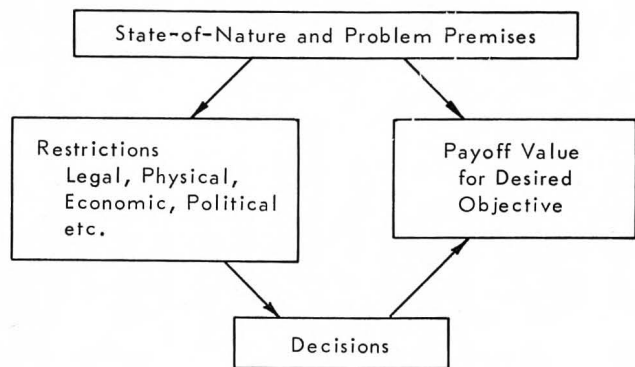 State-of-Nature and Problem Premises
Restrictions
Legal, Physical,
Economic, Political
etc.
Payoff Value
for Desired
Objective
Decisions